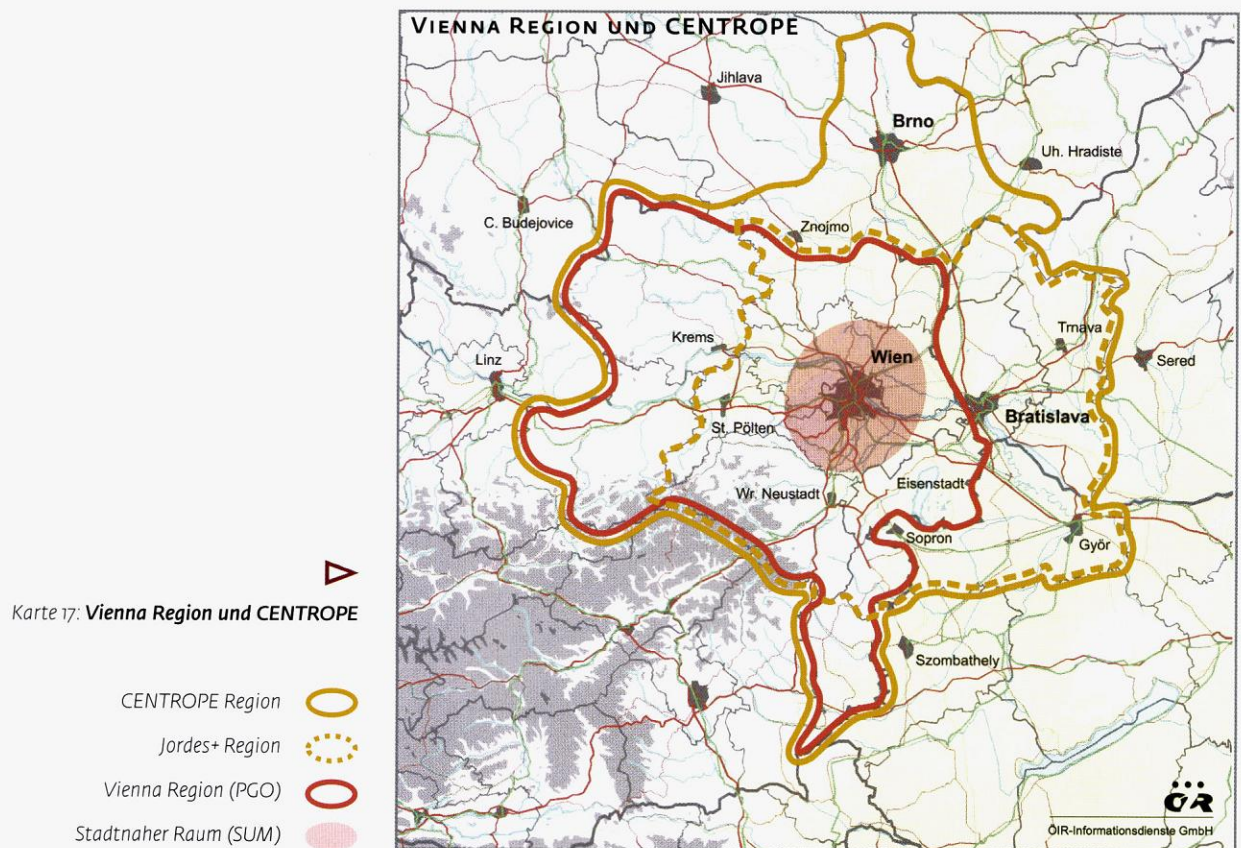 VIENNA REGION UND CENTROPE
Jihlava
Brno
Uh. Hradiste
C. Budejovice
Znojmo
Krems
Wien
Trnava
Linz
Sered
St. Pölten
Bratislava
Wr. Neustadt
Eisenstadt
Sopron
Győr
Szombathely
ÖIR
ÖIR-Informationsdienste GmbH
Karte 17: Vienna Region und CENTROPE
CENTROPE Region
Jordes+ Region
Vienna Region (PGO)
Stadtnaher Raum (SUM)